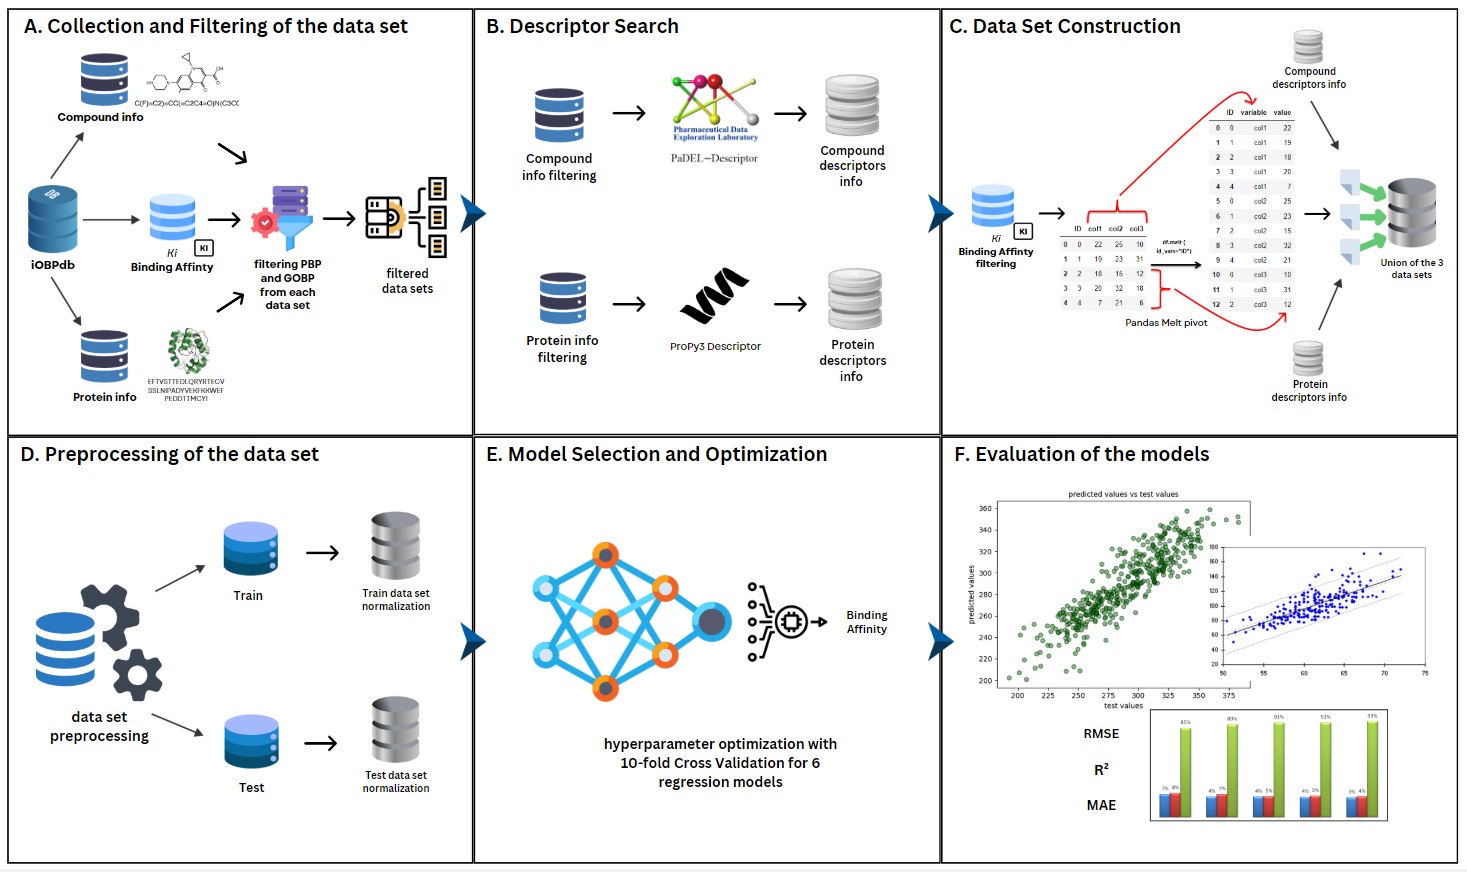 A. Collection and Filtering of the data set
Compound info
C(F)=C2)=CC(=C2C4=O)N(C3CC
DB
iOBPdb
Ki
KI
Binding Affinty
filtering PBP
and GOBP
from each
data set
filtered
data sets
Protein info
EFTVSTTEDLQRYRTECV
SSLNIPADYVEKFKKWEF
PEDDTTMCYI
B. Descriptor Search
Compound
info filtering
Pharmaceutical Data
Exploration Laboratory
PaDEL-Descriptor
Compound
descriptors
info
Protein info
filtering
ProPy3 Descriptor
Protein
descriptors
info
C. Data Set Construction
Compound
descriptors info
Ki
KI
Binding Affinty
filtering
ID col1 col2 col3
0 0 22 25 10
1 1 19 23 31
2 2 18 15 12
3 3 20 32 18
4 4 7 21 6
df.melt (
id_vars="ID")
Pandas Melt pivot
ID variable value
0 0 col1 22
1 1 col1 19
2 2 col1 18
3 3 col1 20
4 4 col1 7
5 0 col2 25
6 1 col2 23
7 2 col2 15
8 3 col2 32
9 4 col2 21
10 0 col3 10
11 1 col3 31
12 2 col3 12
Union of the 3
data sets
Protein
descriptors info
D. Preprocessing of the data set
data set
preprocessing
Train
Train data set
normalization
Test
Test data set
normalization
E. Model Selection and Optimization
Binding
Affinity
hyperparameter optimization with
10-fold Cross Validation for 6
regression models
F. Evaluation of the models
predicted values vs test values
predicted values
360
340
320
300
280
260
240
220
200
200 225 250 275 300 325 350 375
test values
180
160
140
120
100
80
60
40
20
50 55 60 65 70 75
RMSE
R²
MAE
7% 8% 85%
4% 7% 89%
4% 5% 91%
4% 5% 91%
3% 4% 93%